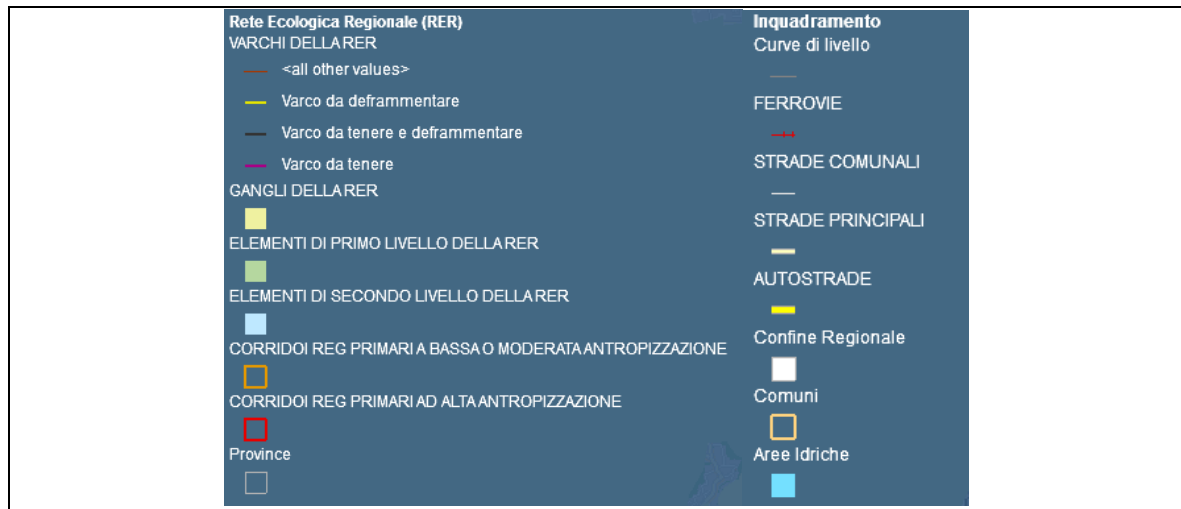 Rete Ecologica Regionale (RER)
VARCHI DELLA RER
<all other values>
Varco da deframmentare
Varco da tenere e deframmentare
Varco da tenere
GANGLI DELLA RER
ELEMENTI DI PRIMO LIVELLO DELLA RER
ELEMENTI DI SECONDO LIVELLO DELLA RER
CORRIDOI REG PRIMARI A BASSA O MODERATA ANTROPIZZAZIONE
CORRIDOI REG PRIMARI AD ALTA ANTROPIZZAZIONE
Province
Inquadramento
Curve di livello
FERROVIE
STRADE COMUNALI
STRADE PRINCIPALI
AUTOSTRADE
Confine Regionale
Comuni
Aree Idriche